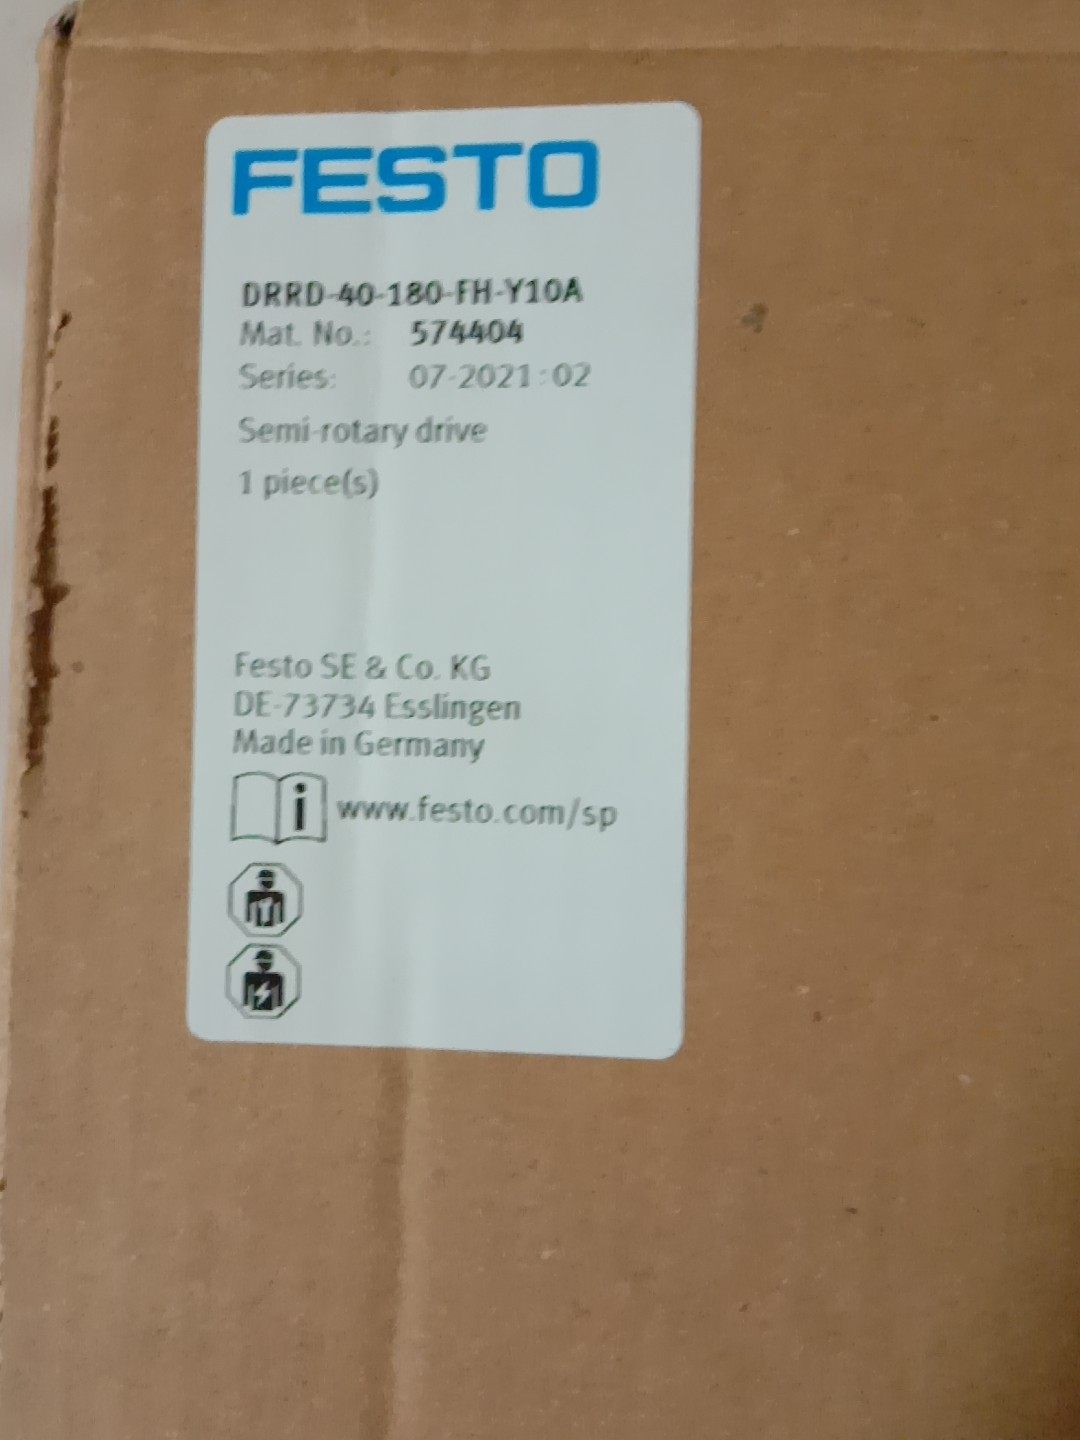 FESTO
DRRD-40-180-FH-Y10A
Mat. No.: 574404
Series: 07-2021:02
Semi-rotary drive
1 piece(s)
Festo SE & Co. KG
DE-73734 Esslingen
Made in Germany
i www.festo.com/sp